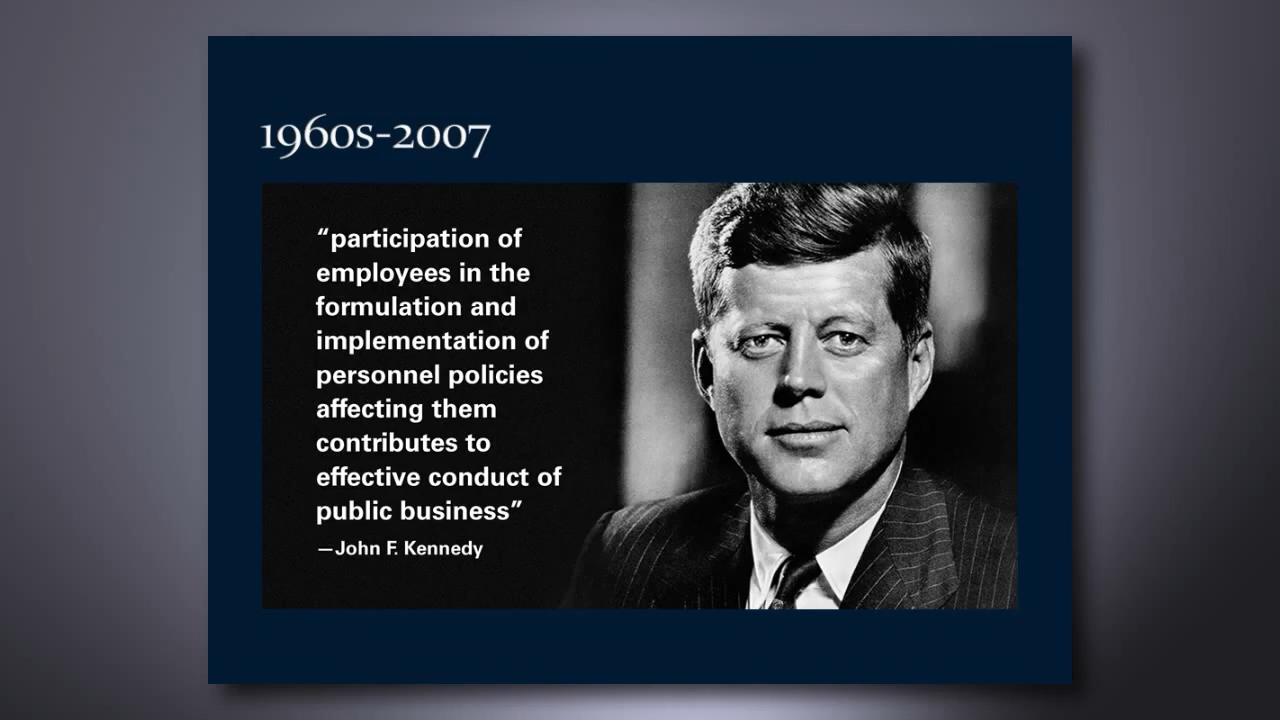 1960s-2007
“participation of
employees in the
formulation and
implementation of
personnel policies
affecting them
contributes to
effective conduct of
public business”
—John F. Kennedy